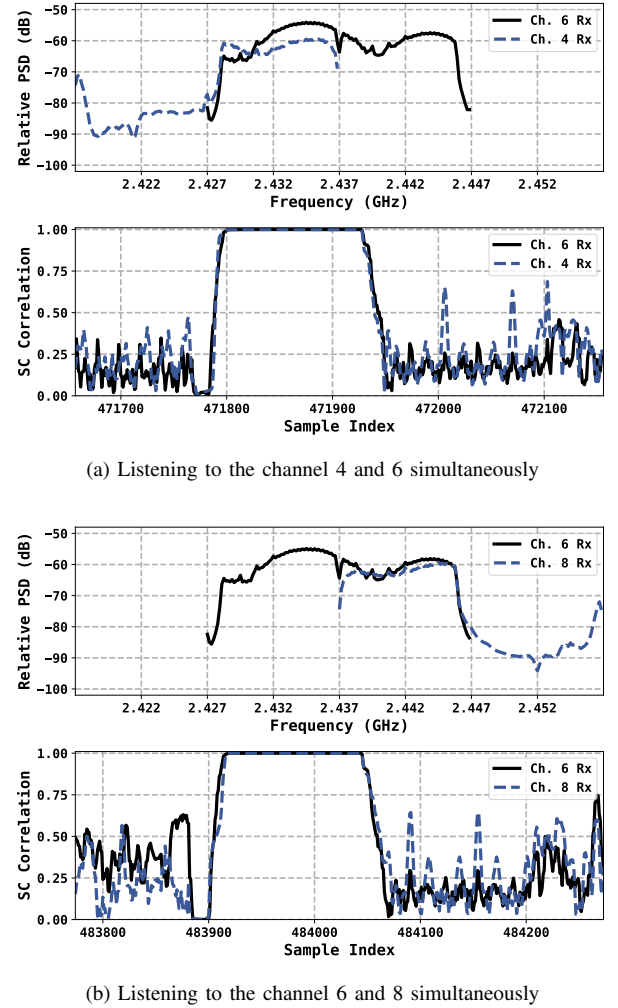 −50
−60
−70
−80
−90
−100
Relative PSD (dB)
Ch. 6 Rx
Ch. 4 Rx
2.422 2.427 2.432 2.437 2.442 2.447 2.452
Frequency (GHz)
1.00
0.75
0.50
0.25
0.00
SC Correlation
Ch. 6 Rx
Ch. 4 Rx
471700 471800 471900 472000 472100
Sample Index
(a) Listening to the channel 4 and 6 simultaneously
−50
−60
−70
−80
−90
−100
Relative PSD (dB)
Ch. 6 Rx
Ch. 8 Rx
2.422 2.427 2.432 2.437 2.442 2.447 2.452
Frequency (GHz)
1.00
0.75
0.50
0.25
0.00
SC Correlation
Ch. 6 Rx
Ch. 8 Rx
483800 483900 484000 484100 484200
Sample Index
(b) Listening to the channel 6 and 8 simultaneously